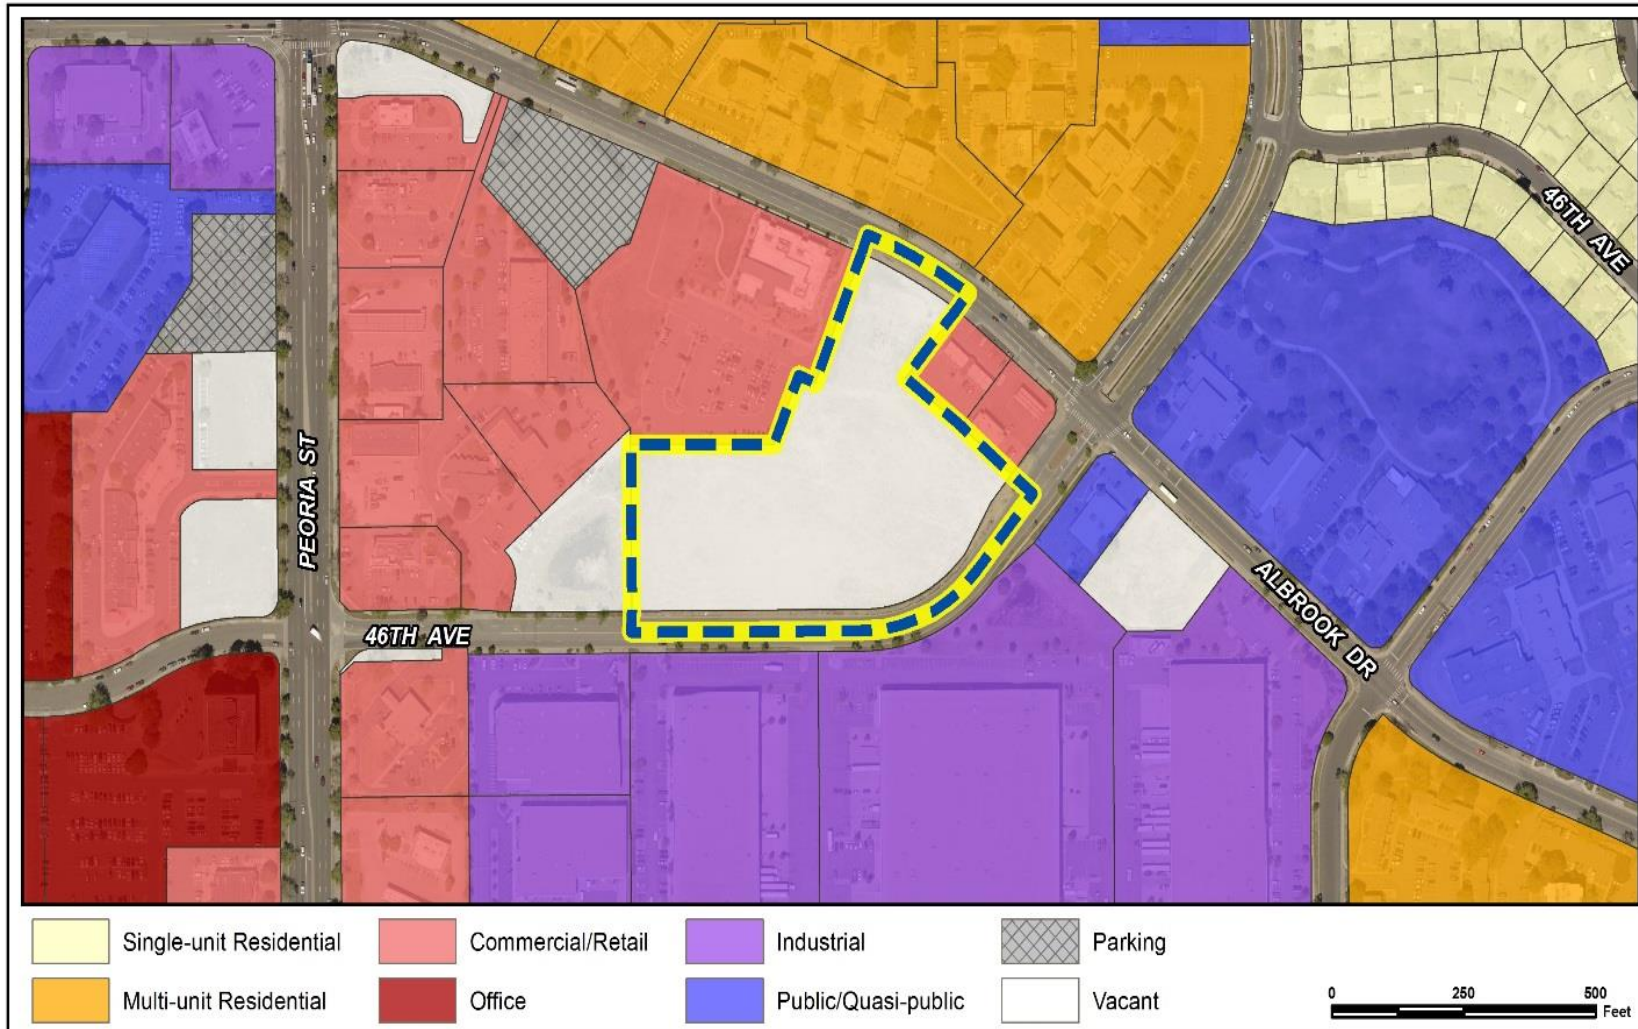 46TH AVE
PEORIA ST
46TH AVE
ALBROOK DR
Single-unit Residential
Commercial/Retail
Industrial
Parking
Multi-unit Residential
Office
Public/Quasi-public
Vacant
0 250 500
Feet